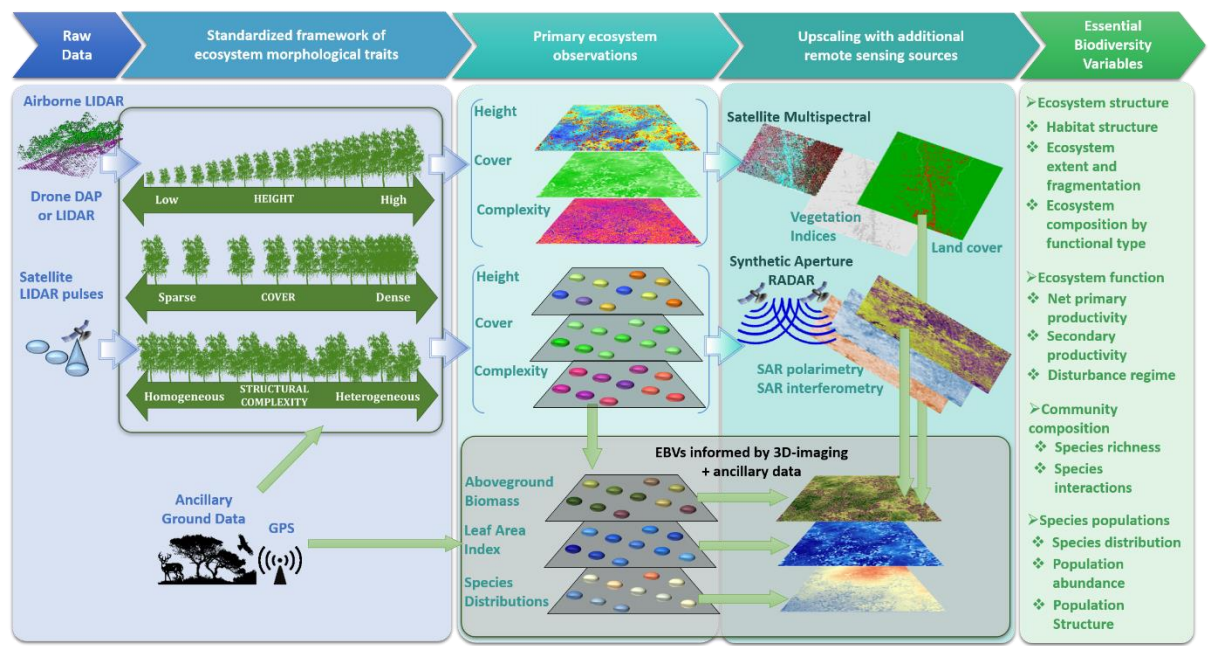 Raw
Data
Standardized framework of
ecosystem morphological traits
Primary ecosystem
observations
Upscaling with additional
remote sensing sources
Essential
Biodiversity
Variables
Airborne LIDAR
Drone DAP
or LIDAR
Satellite
LIDAR pulses
Low HEIGHT High
Sparse COVER Dense
Homogeneous STRUCTURAL COMPLEXITY Heterogeneous
Ancillary
Ground Data
GPS
Height
Cover
Complexity
Height
Cover
Complexity
Satellite Multispectral
Vegetation
Indices
Land cover
Synthetic Aperture
RADAR
SAR polarimetry
SAR interferometry
EBVs informed by 3D-imaging
+ ancillary data
Aboveground
Biomass
Leaf Area
Index
Species
Distributions
➢Ecosystem structure
❖ Habitat structure
❖ Ecosystem
extent and
fragmentation
❖ Ecosystem
composition by
functional type
➢Ecosystem function
❖ Net primary
productivity
❖ Secondary
productivity
❖ Disturbance regime
➢Community
composition
❖ Species richness
❖ Species
interactions
➢Species populations
❖ Species distribution
❖ Population
abundance
❖ Population
Structure